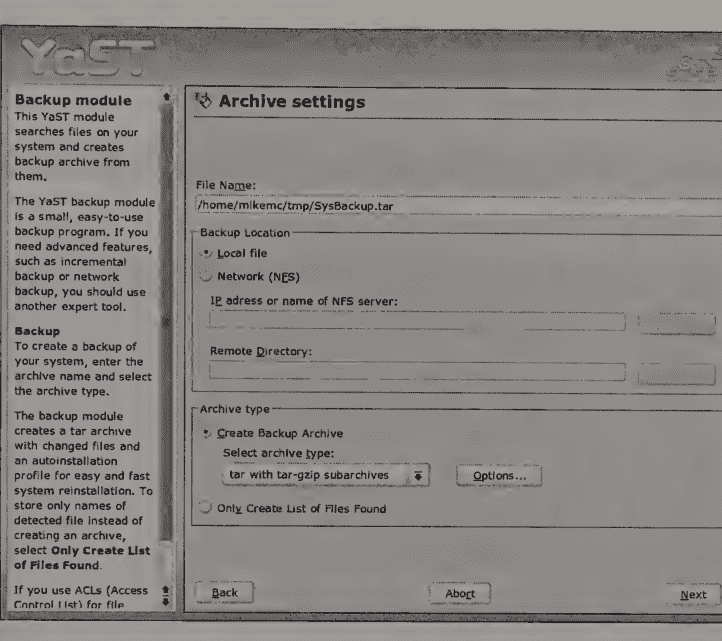 YaST
Backup module
This YaST module
searches files on your
system and creates
backup archive from
them.
The YaST backup module
is a small, easy-to-use
backup program. If you
need advanced features,
such as incremental
backup or network
backup, you should use
another expert tool.
Backup
To create a backup of
your system, enter the
archive name and select
the archive type.
The backup module
creates a tar archive
with changed files and
an autoinstallation
profile for easy and fast
system reinstallation. To
store only names of
detected file instead of
creating an archive,
select Only Create List
of Files Found.
If you use ACLs (Access
Control List) for file
Archive settings
File Name:
/home/mikemc/tmp/SysBackup.tar
Backup Location
Local file
Network (NFS)
IP adress or name of NFS server:
Remote Directory:
Archive type
Create Backup Archive
Select archive type:
tar with tar-gzip subarchives
Options...
Only Create List of Files Found
Back
Abort
Next